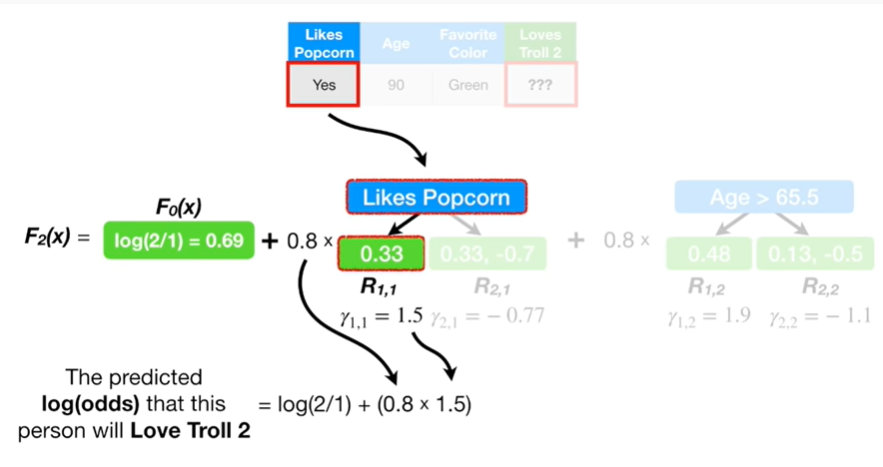 Likes Popcorn
Age
Favorite Color
Loves Troll 2
Yes
90
Green
???
Likes Popcorn
Age > 65.5
F₀(x)
F₂(x) = log(2/1) = 0.69 + 0.8 × 0.33 0.33, -0.7 + 0.8 × 0.48 0.13, -0.5
R₁,₁ R₂,₁ R₁,₂ R₂,₂
γ₁,₁ = 1.5 γ₂,₁ = − 0.77 γ₁,₂ = 1.9 γ₂,₂ = − 1.1
The predicted
log(odds) that this = log(2/1) + (0.8 × 1.5)
person will Love Troll 2